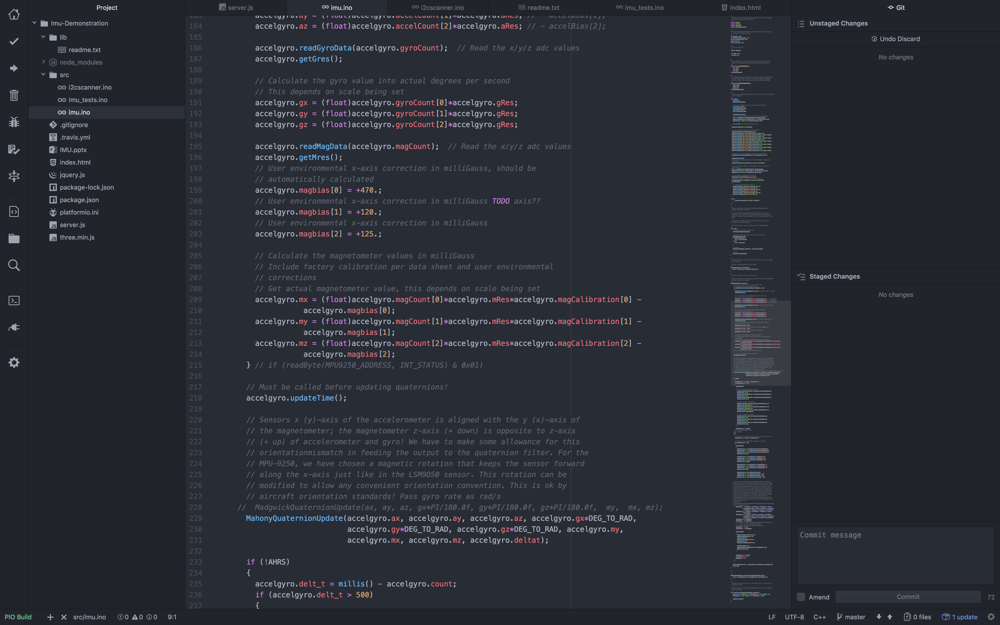 Project
Imu-Demonstration
lib
readme.txt
node_modules
src
i2cscanner.ino
imu_tests.ino
imu.ino
.gitignore
.travis.yml
IMU.pptx
index.html
jquery.js
package-lock.json
package.json
platformio.ini
server.js
three.min.js
server.js
imu.ino
i2cscanner.ino
readme.txt
imu_tests.ino
index.html
183 accelgyro.ay = (float)accelgyro.accelCount[1]*accelgyro.aRes; // - accelBias[1];
184 accelgyro.az = (float)accelgyro.accelCount[2]*accelgyro.aRes; // - accelBias[2];
185
186 accelgyro.readGyroData(accelgyro.gyroCount);  // Read the x/y/z adc values
187 accelgyro.getGres();
188
189 // Calculate the gyro value into actual degrees per second
190 // This depends on scale being set
191 accelgyro.gx = (float)accelgyro.gyroCount[0]*accelgyro.gRes;
192 accelgyro.gy = (float)accelgyro.gyroCount[1]*accelgyro.gRes;
193 accelgyro.gz = (float)accelgyro.gyroCount[2]*accelgyro.gRes;
194
195 accelgyro.readMagData(accelgyro.magCount);  // Read the x/y/z adc values
196 accelgyro.getMres();
197 // User environmental x-axis correction in milliGauss, should be
198 // automatically calculated
199 accelgyro.magbias[0] = +470.;
200 // User environmental x-axis correction in milliGauss TODO axis??
201 accelgyro.magbias[1] = +120.;
202 // User environmental x-axis correction in milliGauss
203 accelgyro.magbias[2] = +125.;
204
205 // Calculate the magnetometer values in milliGauss
206 // Include factory calibration per data sheet and user environmental
207 // corrections
208 // Get actual magnetometer value, this depends on scale being set
209 accelgyro.mx = (float)accelgyro.magCount[0]*accelgyro.mRes*accelgyro.magCalibration[0] -
210 accelgyro.magbias[0];
211 accelgyro.my = (float)accelgyro.magCount[1]*accelgyro.mRes*accelgyro.magCalibration[1] -
212 accelgyro.magbias[1];
213 accelgyro.mz = (float)accelgyro.magCount[2]*accelgyro.mRes*accelgyro.magCalibration[2] -
214 accelgyro.magbias[2];
215 } // if (readByte(MPU9250_ADDRESS, INT_STATUS) & 0x01)
216
217 // Must be called before updating quaternions!
218 accelgyro.updateTime();
219
220 // Sensors x (y)-axis of the accelerometer is aligned with the y (x)-axis of
221 // the magnetometer; the magnetometer z-axis (+ down) is opposite to z-axis
222 // (+ up) of accelerometer and gyro! We have to make some allowance for this
223 // orientationmismatch in feeding the output to the quaternion filter. For the
224 // MPU-9250, we have chosen a magnetic rotation that keeps the sensor forward
225 // along the x-axis just like in the LSM9DS0 sensor. This rotation can be
226 // modified to allow any convenient orientation convention. This is ok by
227 // aircraft orientation standards! Pass gyro rate as rad/s
228 //  MadgwickQuaternionUpdate(ax, ay, az, gx*PI/180.0f, gy*PI/180.0f, gz*PI/180.0f,  my,  mx, mz);
229 MahonyQuaternionUpdate(accelgyro.ax, accelgyro.ay, accelgyro.az, accelgyro.gx*DEG_TO_RAD,
230 accelgyro.gy*DEG_TO_RAD, accelgyro.gz*DEG_TO_RAD, accelgyro.my,
231 accelgyro.mx, accelgyro.mz, accelgyro.deltat);
232
233 if (!AHRS)
234 {
235 accelgyro.delt_t = millis() - accelgyro.count;
236 if (accelgyro.delt_t > 500)
237 {
Git
Unstaged Changes
Undo Discard
No changes
Staged Changes
No changes
Commit message
Amend
Commit
72
PIO Build
src/imu.ino
0 0 0
9:1
LF
UTF-8
C++
master
0 files
1 update